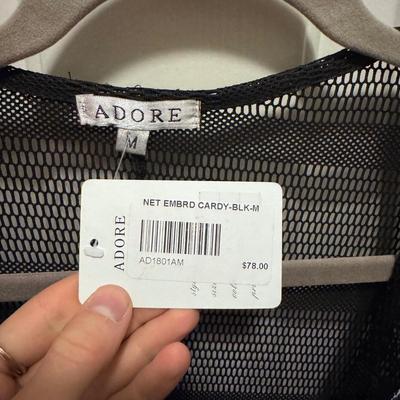 ADORE
M
NET EMBRD CARDY-BLK-M
AD1801AM
$78.00
ADORE